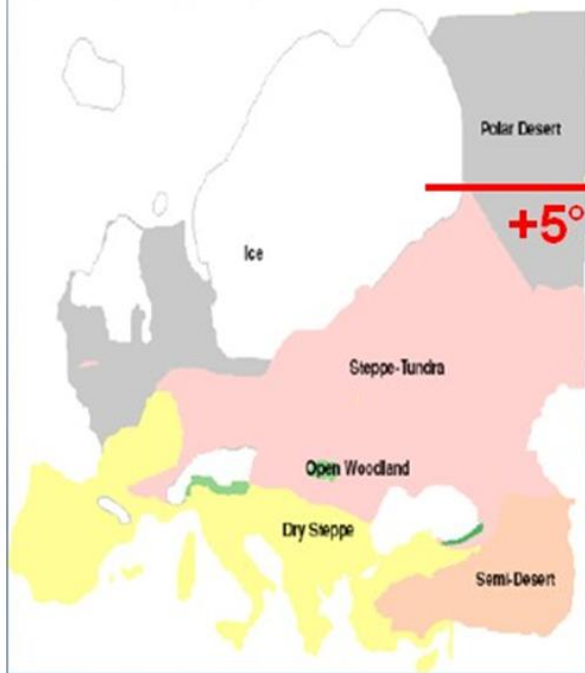 Polar Desert
+5°
Ice
Steppe-Tundra
Open Woodland
Dry Steppe
Semi-Desert